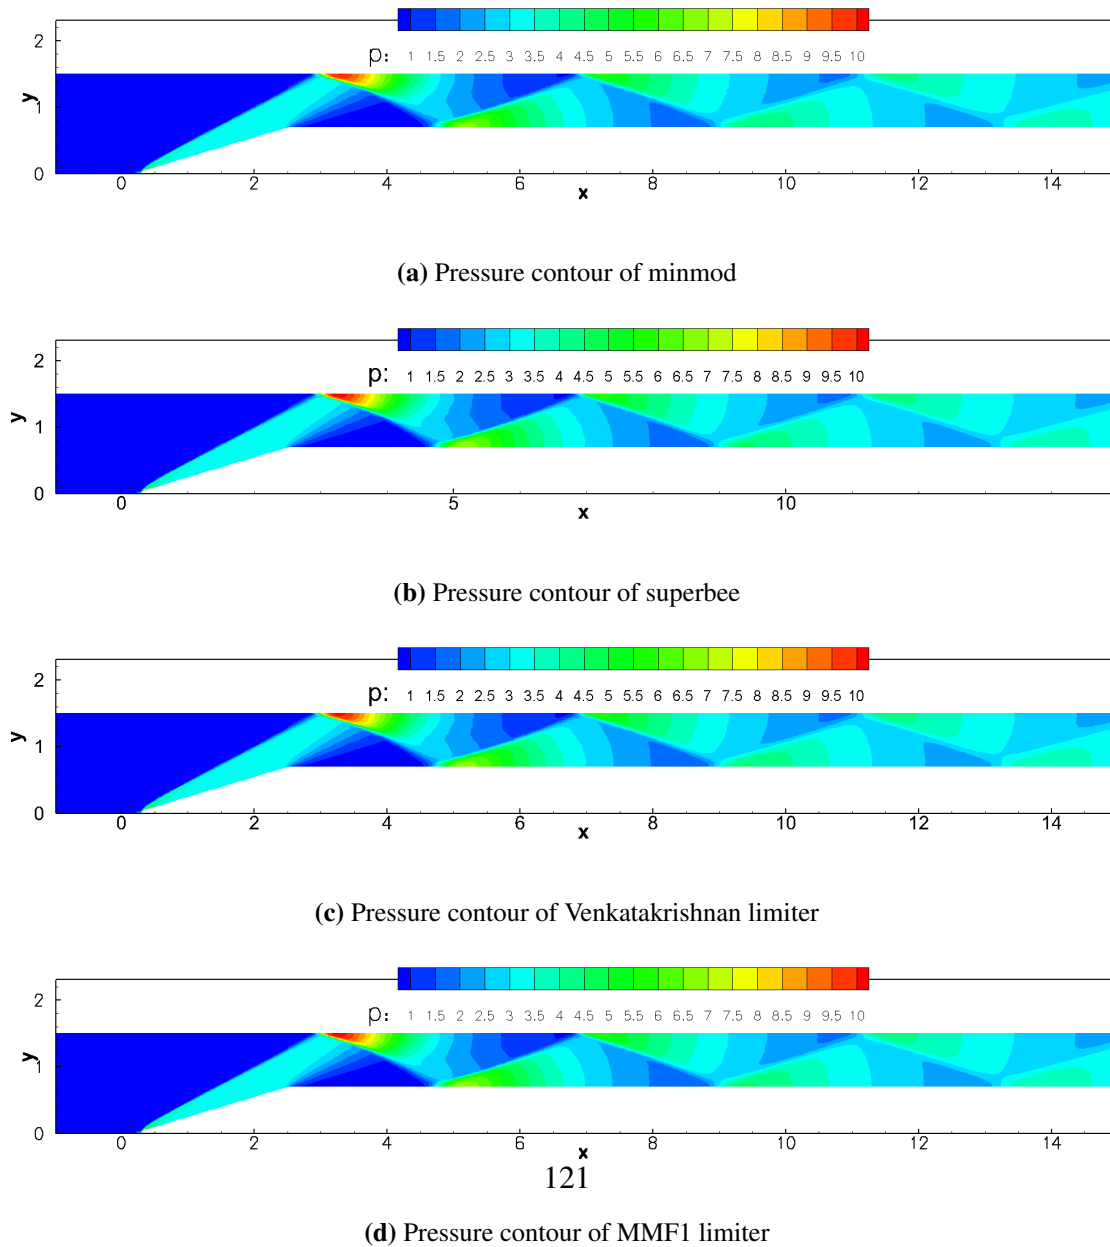 p: 1 1.5 2 2.5 3 3.5 4 4.5 5 5.5 6 6.5 7 7.5 8 8.5 9 9.5 10
2
1
0
y
0 2 4 6 8 10 12 14
x
(a) Pressure contour of minmod
p: 1 1.5 2 2.5 3 3.5 4 4.5 5 5.5 6 6.5 7 7.5 8 8.5 9 9.5 10
2
1
0
y
0 5 10
x
(b) Pressure contour of superbee
p: 1 1.5 2 2.5 3 3.5 4 4.5 5 5.5 6 6.5 7 7.5 8 8.5 9 9.5 10
2
1
0
y
0 2 4 6 8 10 12 14
x
(c) Pressure contour of Venkatakrishnan limiter
p: 1 1.5 2 2.5 3 3.5 4 4.5 5 5.5 6 6.5 7 7.5 8 8.5 9 9.5 10
2
1
0
y
0 2 4 6 8 10 12 14
x
121
(d) Pressure contour of MMF1 limiter